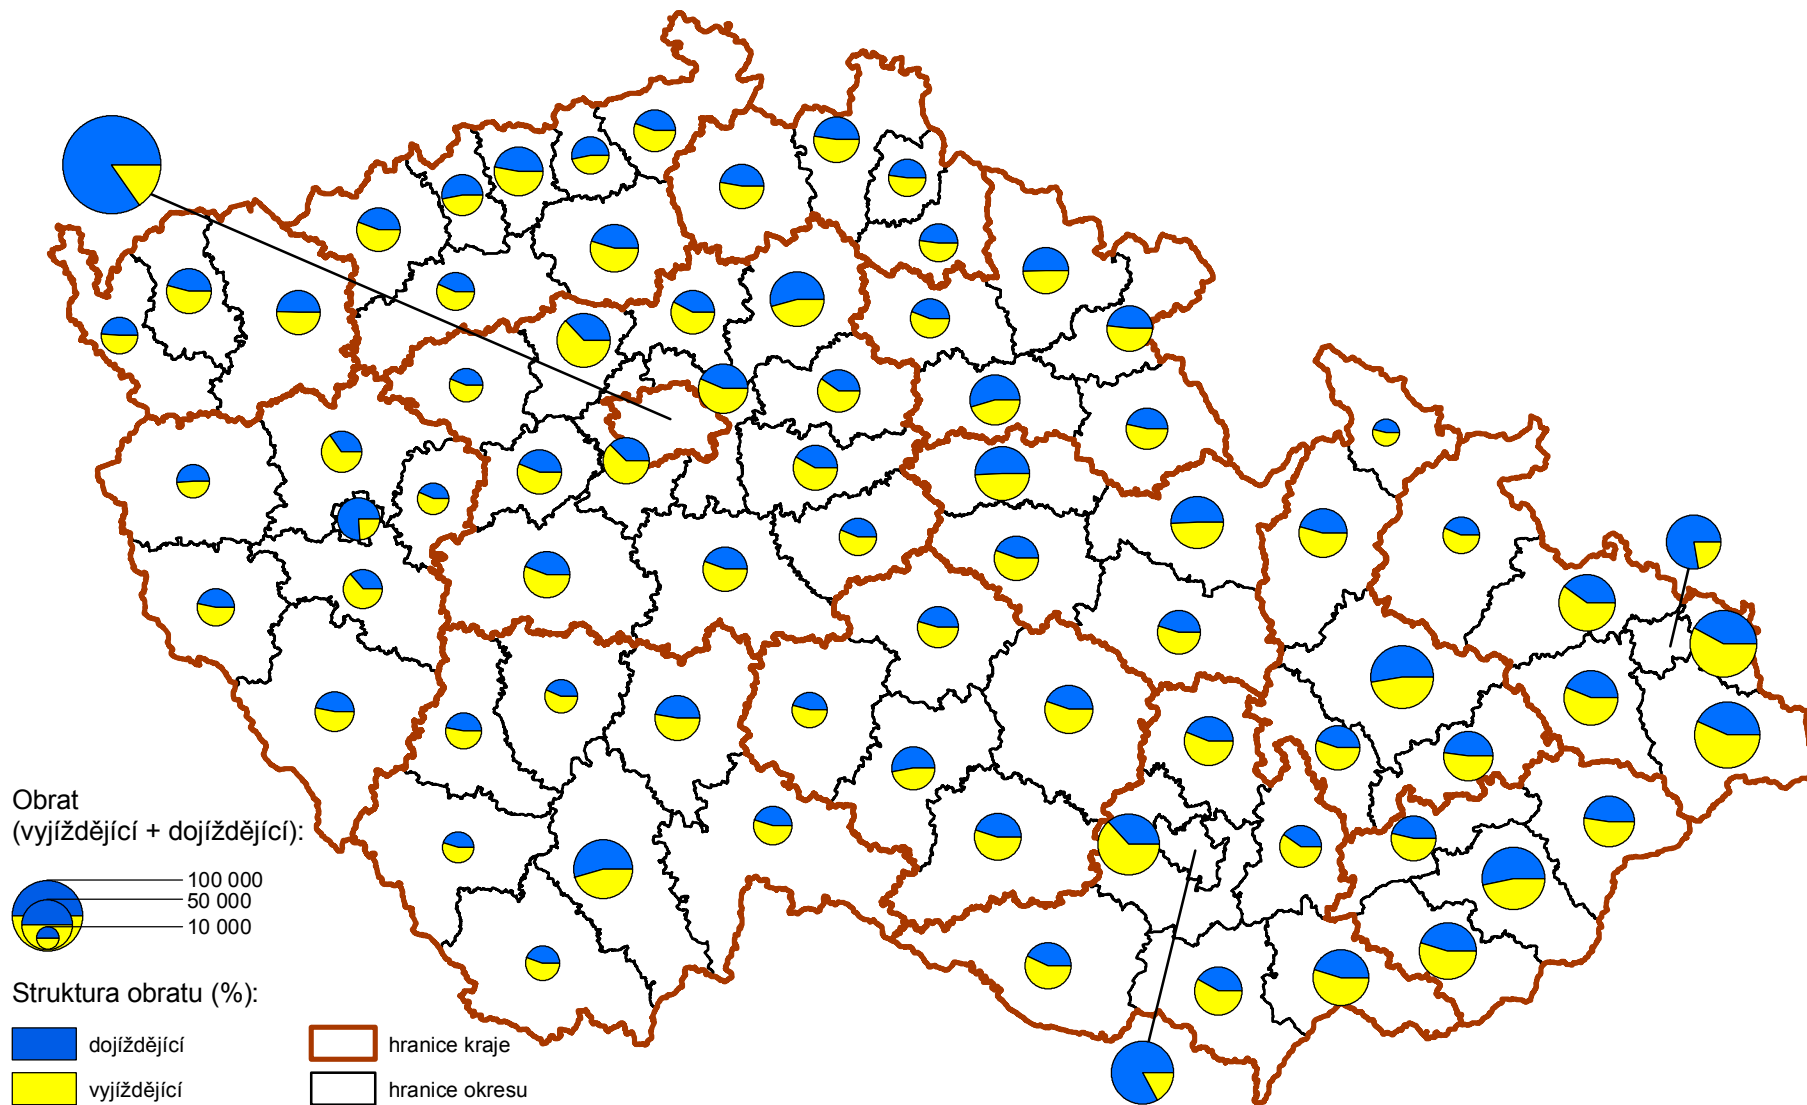 Obrat
(vyjíždějící + dojíždějící):
100 000
50 000
10 000
Struktura obratu (%):
dojíždějící
vyjíždějící
hranice kraje
hranice okresu